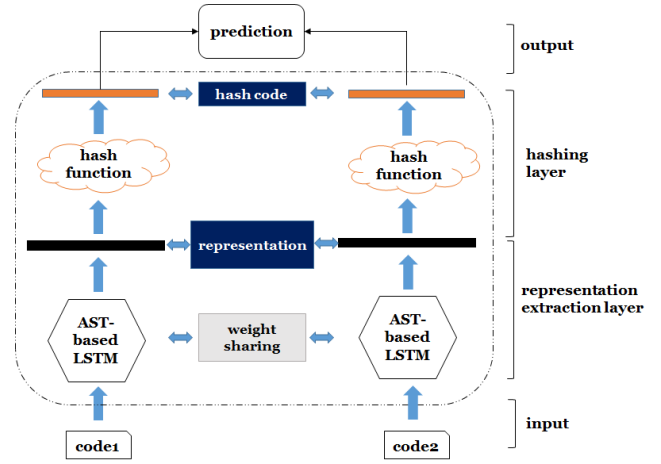 prediction
output
hash code
hash
function
hash
function
hashing
layer
representation
representation
extraction layer
AST-
based
LSTM
weight
sharing
AST-
based
LSTM
input
code1
code2